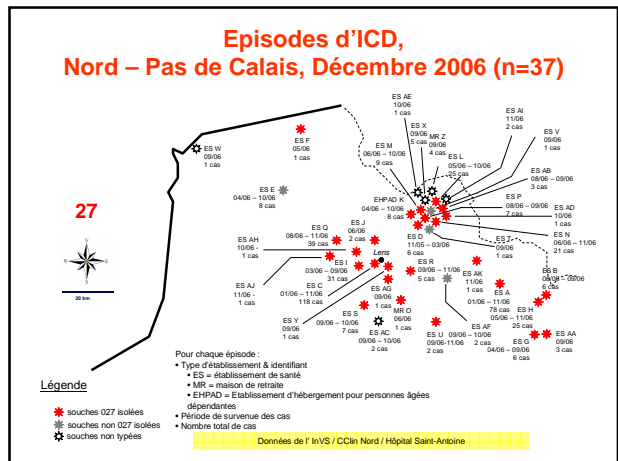 Episodes d'ICD,
Nord – Pas de Calais, Décembre 2006 (n=37)
ES AE
10/06
1 cas
ES X
09/06
5 cas
MR Z
09/06
4 cas
ES AI
11/06
2 cas
ES V
09/06
1 cas
ES M
06/06 – 10/06
9 cas
ES L
05/06 – 10/06
25 cas
ES AB
08/06 – 09/06
3 cas
ES F
05/06
1 cas
ES W
09/06
1 cas
ES E
04/06 – 10/06
8 cas
EHPAD K
04/06 – 10/06
8 cas
ES P
08/06 – 09/06
7 cas
ES AD
10/06
1 cas
ES N
06/06 – 11/06
21 cas
27
N
W
E
S
20 km
ES J
06/06
2 cas
ES Q
08/06 – 11/06
39 cas
ES D
11/05 – 03/06
6 cas
ES T
09/06
1 cas
ES AH
10/06 -
1 cas
ES I
03/06 – 09/06
31 cas
Lens
ES R
09/06 – 11/06
5 cas
ES AK
11/06
1 cas
ES B
6 cas
ES AJ
11/06 -
1 cas
ES C
01/06 – 11/06
118 cas
ES AG
09/06
1 cas
ES A
01/06 – 11/06
78 cas
ES H
05/06 – 11/06
25 cas
ES Y
09/06
1 cas
ES S
09/06 – 10/06
7 cas
MR O
06/06
1 cas
ES AC
09/06 – 10/06
2 cas
ES U
09/06-11/06
2 cas
ES AF
09/06 – 10/06
2 cas
ES G
04/06 – 09/06
6 cas
ES AA
09/06
3 cas
Pour chaque épisode :
• Type d'établissement & identifiant
• ES = établissement de santé
• MR = maison de retraite
• EHPAD = Etablissement d'hébergement pour personnes âgées
dépendantes
• Période de survenue des cas
• Nombre total de cas
Légende
souches 027 isolées
souches non 027 isolées
souches non typées
Données de l' InVS / CClin Nord / Hôpital Saint-Antoine